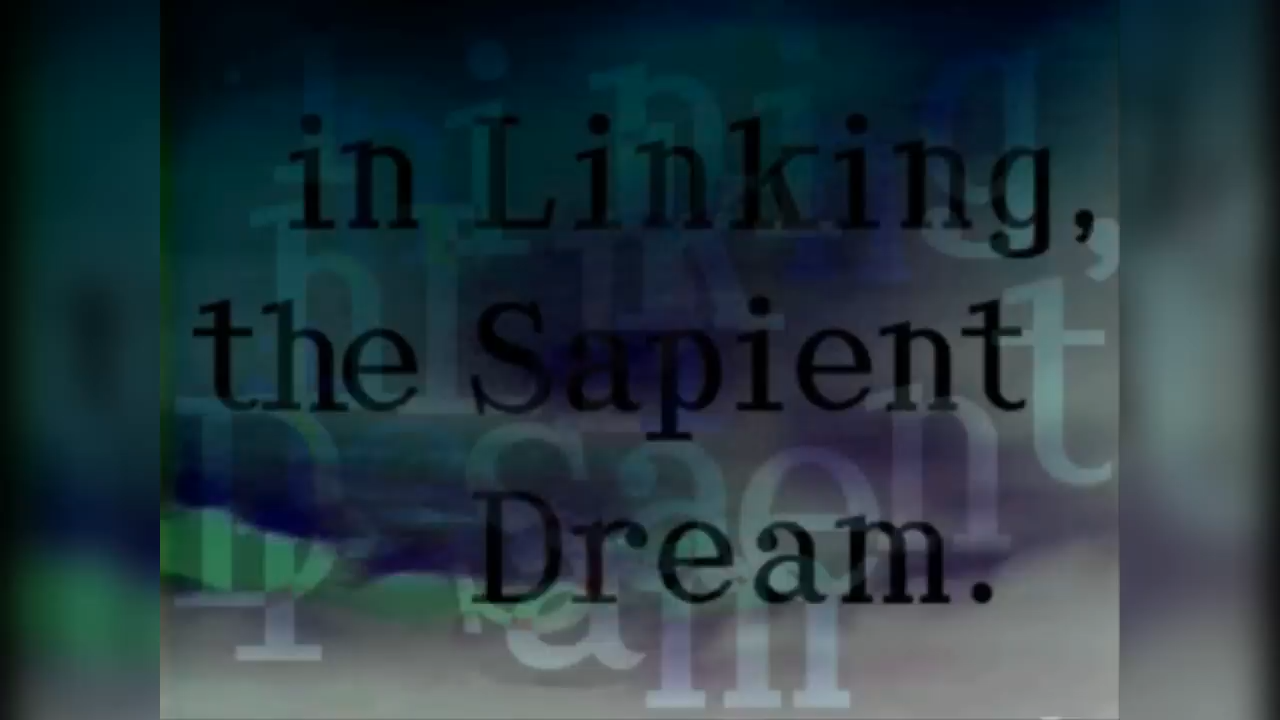 in Linking,
the Sapient
Dream.